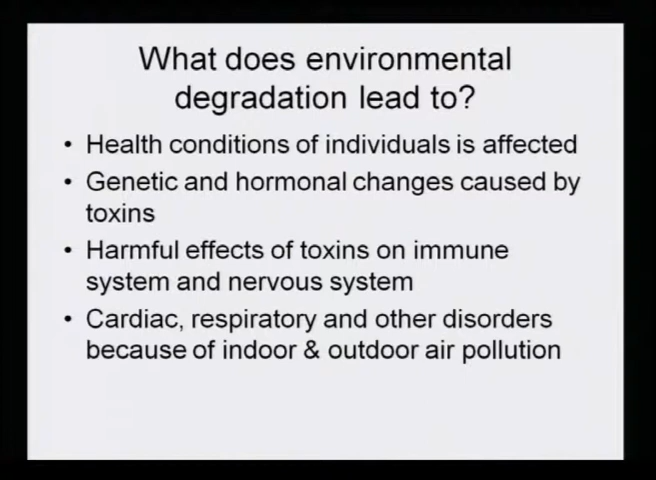 What does environmental
degradation lead to?
• Health conditions of individuals is affected
• Genetic and hormonal changes caused by
toxins
• Harmful effects of toxins on immune
system and nervous system
• Cardiac, respiratory and other disorders
because of indoor & outdoor air pollution